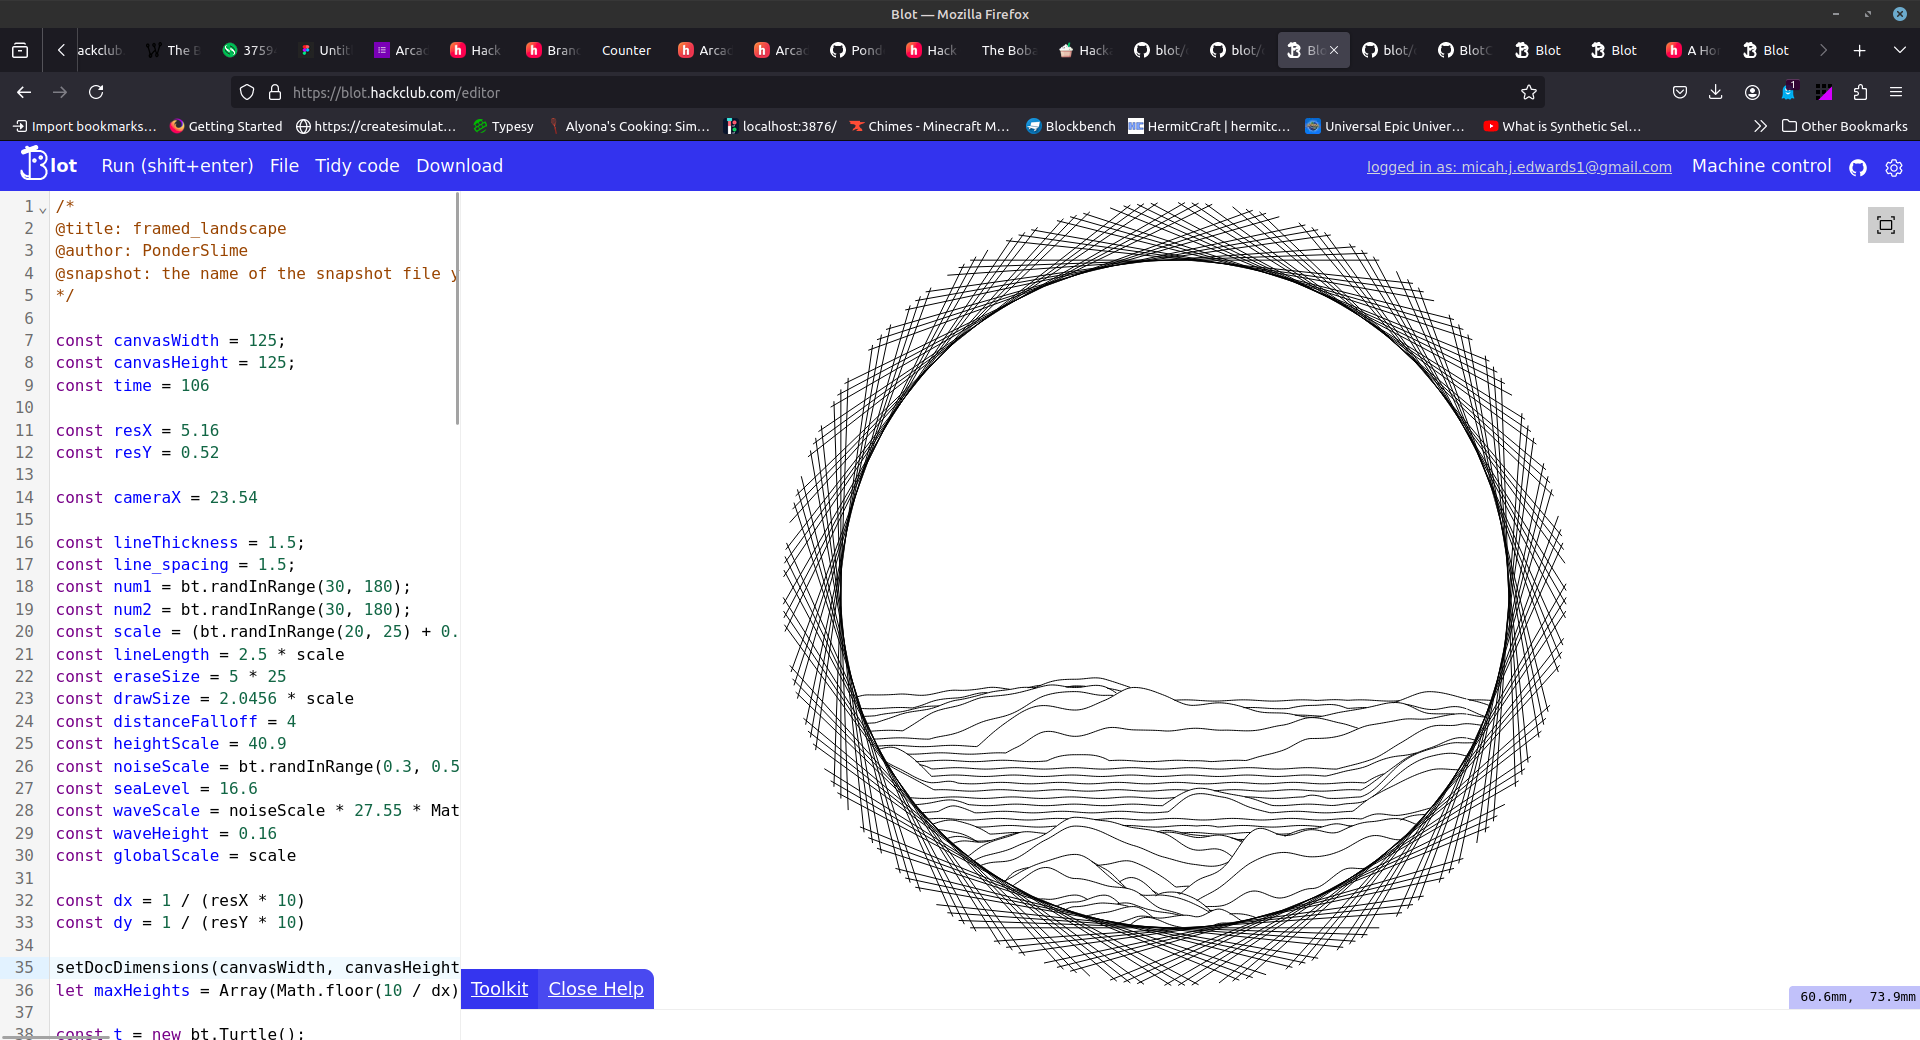 Blot — Mozilla Firefox
ackclub The B 3759 Untit Arcac Hack Branc Counter Arcac Arcac Pond Hack The Boba Hacka blot/ blot/ Blo blot/ BlotC Blot Blot A Ho Blot
https://blot.hackclub.com/editor 1
Import bookmarks… Getting Started https://createsimulat… Typesy Alyona's Cooking: Sim… localhost:3876/ Chimes - Minecraft M… Blockbench HermitCraft | hermitc… Universal Epic Univer… What is Synthetic Sel… Other Bookmarks
Blot Run (shift+enter) File Tidy code Download logged in as: micah.j.edwards1@gmail.com Machine control
1 /*
2 @title: framed_landscape
3 @author: PonderSlime
4 @snapshot: the name of the snapshot file y
5 */
6
7 const canvasWidth = 125;
8 const canvasHeight = 125;
9 const time = 106
10
11 const resX = 5.16
12 const resY = 0.52
13
14 const cameraX = 23.54
15
16 const lineThickness = 1.5;
17 const line_spacing = 1.5;
18 const num1 = bt.randInRange(30, 180);
19 const num2 = bt.randInRange(30, 180);
20 const scale = (bt.randInRange(20, 25) + 0.
21 const lineLength = 2.5 * scale
22 const eraseSize = 5 * 25
23 const drawSize = 2.0456 * scale
24 const distanceFalloff = 4
25 const heightScale = 40.9
26 const noiseScale = bt.randInRange(0.3, 0.5
27 const seaLevel = 16.6
28 const waveScale = noiseScale * 27.55 * Mat
29 const waveHeight = 0.16
30 const globalScale = scale
31
32 const dx = 1 / (resX * 10)
33 const dy = 1 / (resY * 10)
34
35 setDocDimensions(canvasWidth, canvasHeight
36 let maxHeights = Array(Math.floor(10 / dx)
37
38 const t = new bt.Turtle();
Toolkit Close Help
60.6mm, 73.9mm